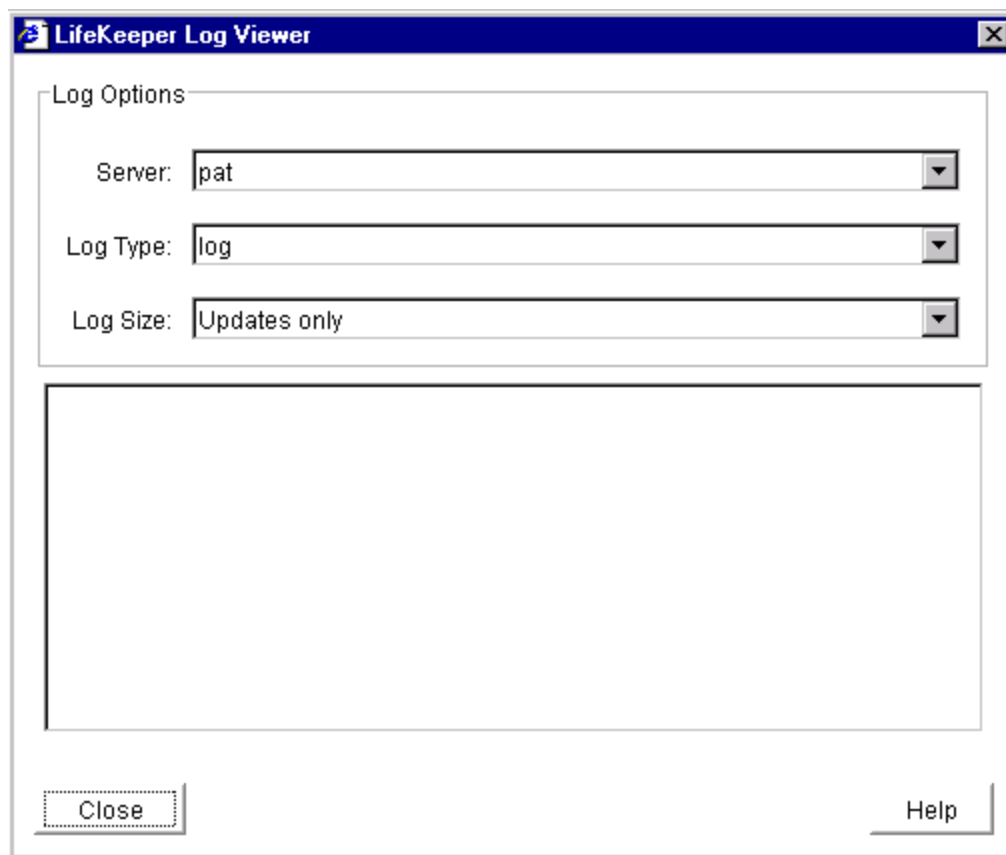 LifeKeeper Log Viewer
Log Options
Server: pat
Log Type: log
Log Size: Updates only
Close Help